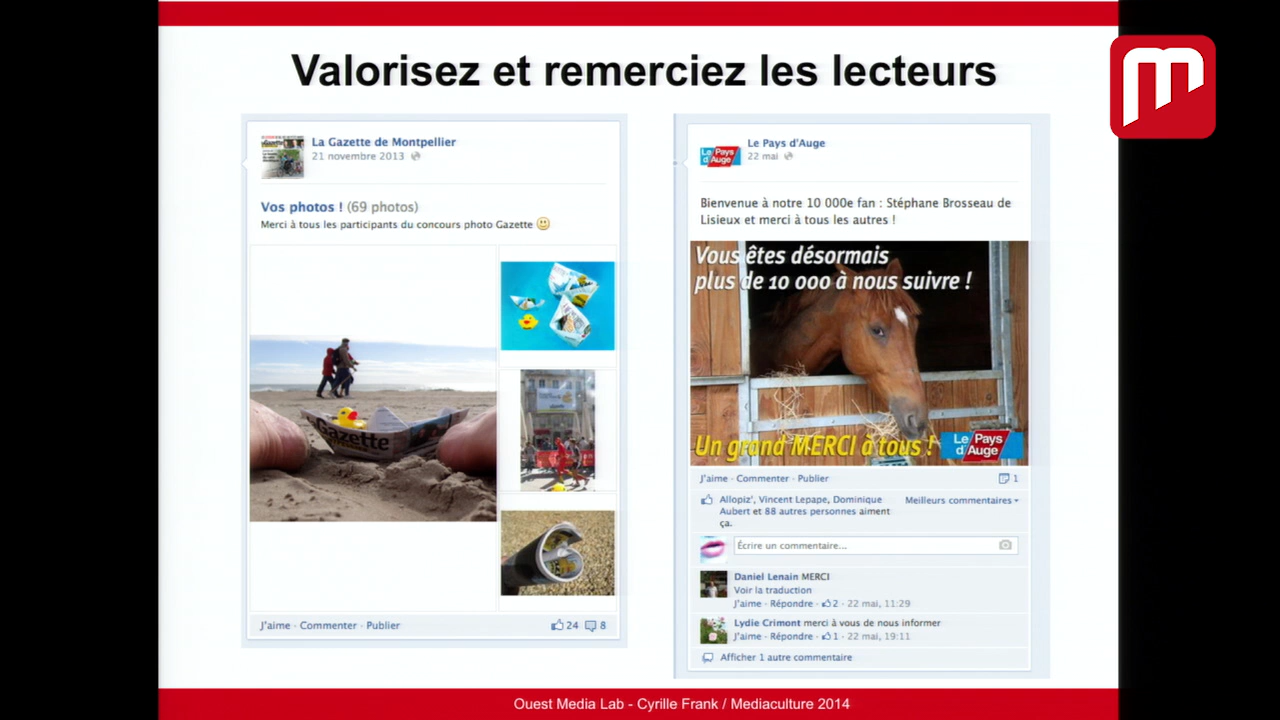 Valorisez et remerciez les lecteurs
La Gazette de Montpellier
21 novembre 2013
Vos photos ! (69 photos)
Merci à tous les participants du concours photo Gazette
Gazette
J'aime · Commenter · Publier
24
8
Le Pays d'Auge
22 mai
Le Pays
d'Auge
Bienvenue à notre 10 000e fan : Stéphane Brosseau de
Lisieux et merci à tous les autres !
Vous êtes désormais
plus de 10 000 à nous suivre !
Un grand MERCI à tous !
Le Pays
d'Auge
J'aime · Commenter · Publier
1
Allopiz', Vincent Lepape, Dominique
Aubert et 88 autres personnes aiment
ça.
Meilleurs commentaires
Écrire un commentaire...
Daniel Lenain MERCI
Voir la traduction
J'aime · Répondre · 2 · 22 mai, 11:29
Lydie Crimont merci à vous de nous informer
J'aime · Répondre · 1 · 22 mai, 19:11
Afficher 1 autre commentaire
Ouest Media Lab - Cyrille Frank / Mediaculture 2014